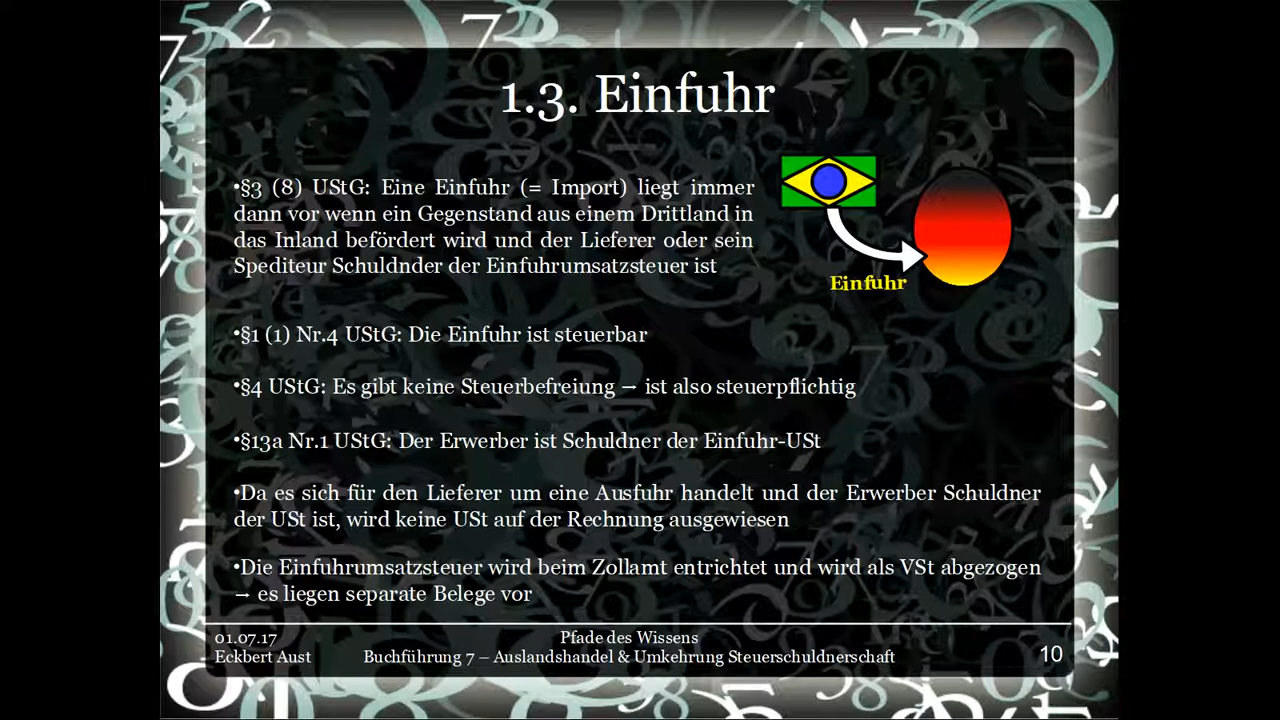 1.3. Einfuhr
•§3 (8) UStG: Eine Einfuhr (= Import) liegt immer
dann vor wenn ein Gegenstand aus einem Drittland in
das Inland befördert wird und der Lieferer oder sein
Spediteur Schuldnder der Einfuhrumsatzsteuer ist
Einfuhr
•§1 (1) Nr.4 UStG: Die Einfuhr ist steuerbar
•§4 UStG: Es gibt keine Steuerbefreiung → ist also steuerpflichtig
•§13a Nr.1 UStG: Der Erwerber ist Schuldner der Einfuhr-USt
•Da es sich für den Lieferer um eine Ausfuhr handelt und der Erwerber Schuldner
der USt ist, wird keine USt auf der Rechnung ausgewiesen
•Die Einfuhrumsatzsteuer wird beim Zollamt entrichtet und wird als VSt abgezogen
→ es liegen separate Belege vor
01.07.17
Eckbert Aust
Pfade des Wissens
Buchführung 7 – Auslandshandel & Umkehrung Steuerschuldnerschaft
10